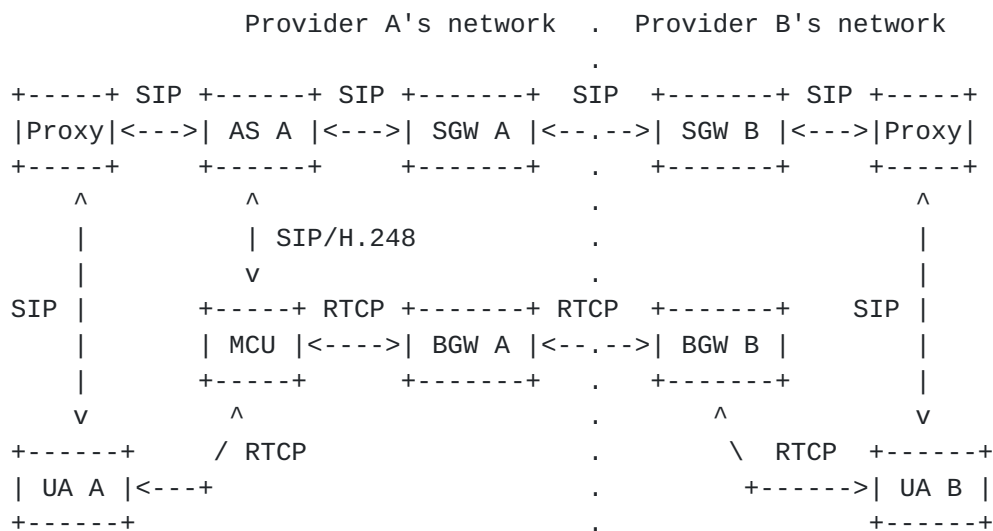 Provider A's network  .  Provider B's network
                                      .
+-----+ SIP +------+ SIP +-------+  SIP  +-------+ SIP +-----+
|Proxy|<--->| AS A |<--->| SGW A |<--.-->| SGW B |<--->|Proxy|
+-----+     +------+     +-------+   .   +-------+     +-----+
    ^          ^                      .                    ^
    |          | SIP/H.248            .                    |
    |          v                      .                    |
SIP |       +-----+ RTCP +-------+ RTCP  +-------+    SIP |
    |       | MCU |<---->| BGW A |<--.-->| BGW B |        |
    |       +-----+      +-------+   .   +-------+        |
    v         ^                       .       ^            v
+------+     / RTCP                   .        \  RTCP  +------+
| UA A |<---+                         .         +------>| UA B |
+------+                              .                 +------+